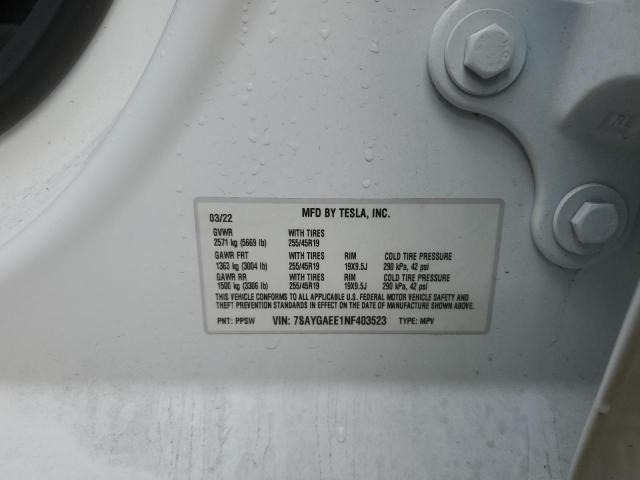 03/22 MFD BY TESLA, INC.
GVWR WITH TIRES
2571 kg (5669 lb) 255/45R19
GAWR FRT WITH TIRES RIM COLD TIRE PRESSURE
1363 kg (3004 lb) 255/45R19 19X9.5J 290 kPa, 42 psi
GAWR RR WITH TIRES RIM COLD TIRE PRESSURE
1500 kg (3306 lb) 255/45R19 19X9.5J 290 kPa, 42 psi
THIS VEHICLE CONFORMS TO ALL APPLICABLE U.S. FEDERAL MOTOR VEHICLE SAFETY AND
THEFT PREVENTION STANDARDS IN EFFECT ON THE DATE OF MANUFACTURE SHOWN ABOVE.
PNT: PPSW VIN: 7SAYGAEE1NF403523 TYPE: MPV